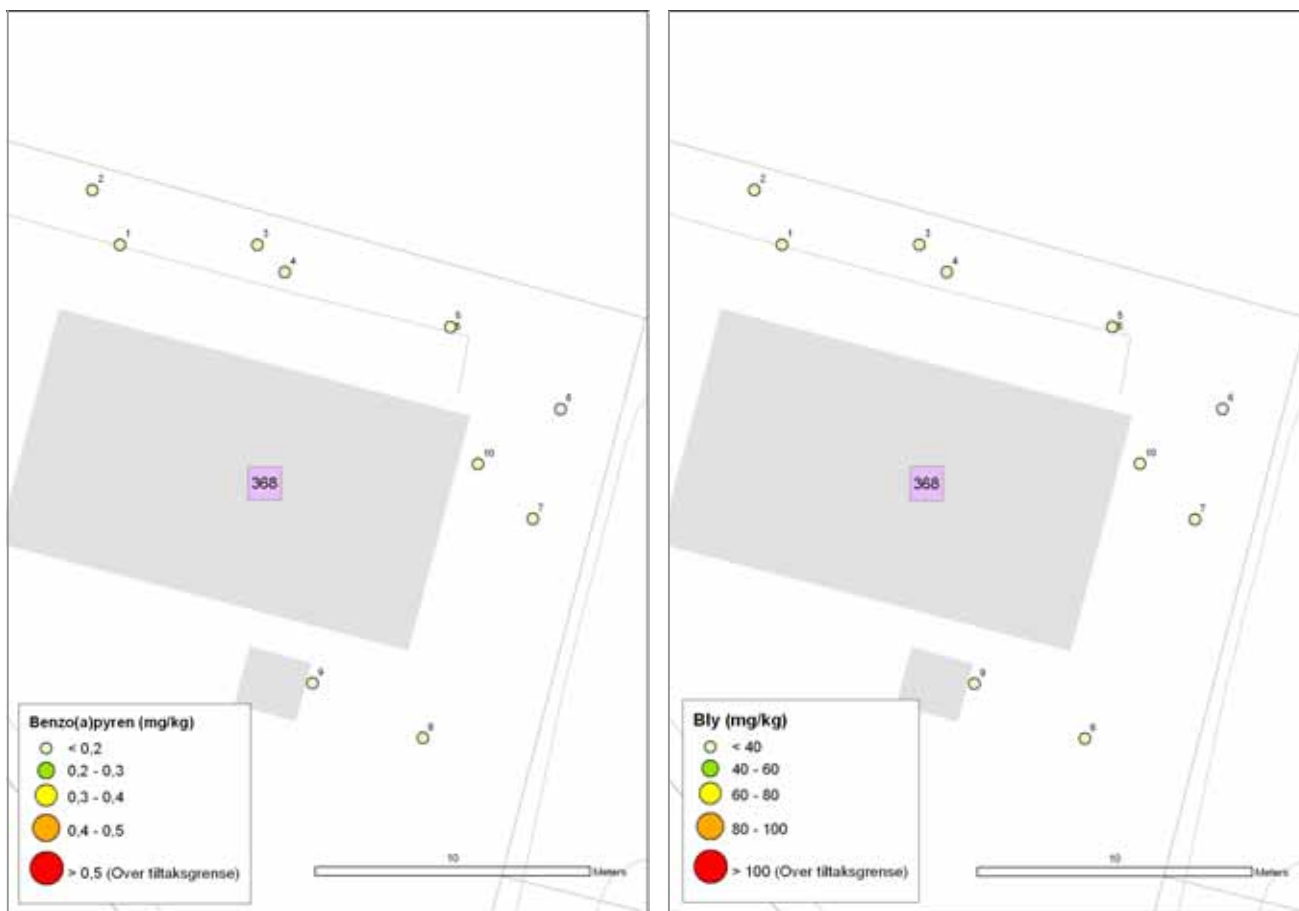 2
1
3
4
5
6
10
368
7
9
8
Benzo(a)pyren (mg/kg)
< 0,2
0,2 - 0,3
0,3 - 0,4
0,4 - 0,5
> 0,5 (Over tiltaksgrense)
10
Meters
2
1
3
4
5
6
10
368
7
9
Bly (mg/kg)
< 40
40 - 60
60 - 80
80 - 100
> 100 (Over tiltaksgrense)
10
Meters